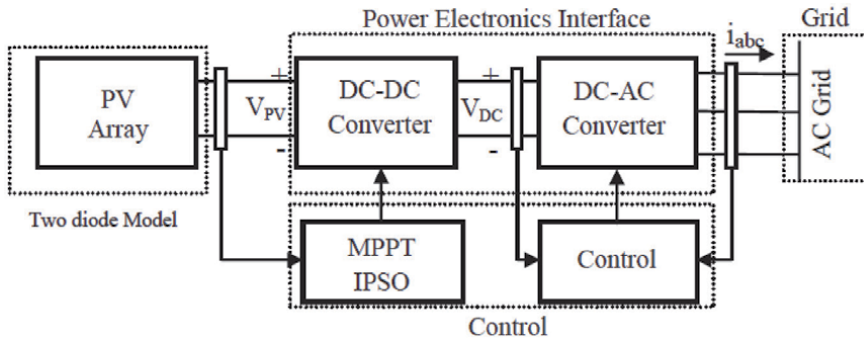 Power Electronics Interface
Grid
i_abc
PV
Array
+
V_PV
-
DC-DC
Converter
+
V_DC
-
DC-AC
Converter
AC Grid
Two diode Model
MPPT
IPSO
Control
Control